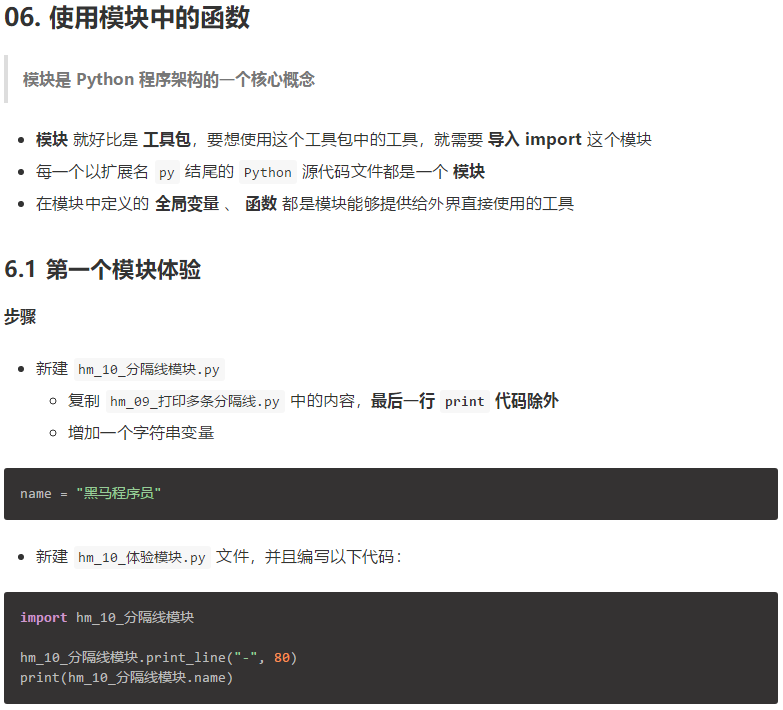 06. 使用模块中的函数
模块是 Python 程序架构的一个核心概念
模块 就好比是 工具包，要想使用这个工具包中的工具，就需要 导入 import 这个模块
每一个以扩展名 py 结尾的 Python 源代码文件都是一个 模块
在模块中定义的 全局变量 、 函数 都是模块能够提供给外界直接使用的工具
6.1 第一个模块体验
步骤
新建 hm_10_分隔线模块.py
复制 hm_09_打印多条分隔线.py 中的内容，最后一行 print 代码除外
增加一个字符串变量
name = "黑马程序员"
新建 hm_10_体验模块.py 文件，并且编写以下代码：
import hm_10_分隔线模块
hm_10_分隔线模块.print_line("-", 80)
print(hm_10_分隔线模块.name)